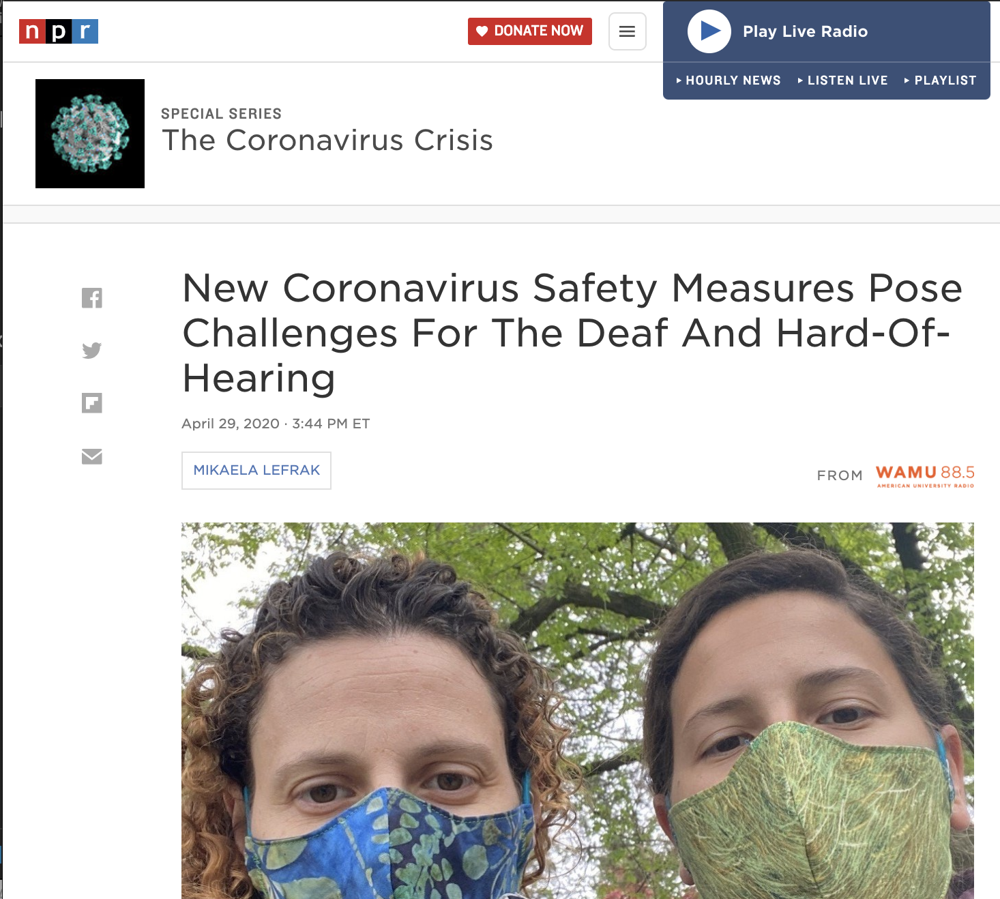 npr
DONATE NOW
Play Live Radio
HOURLY NEWS
LISTEN LIVE
PLAYLIST
SPECIAL SERIES
The Coronavirus Crisis
New Coronavirus Safety Measures Pose
Challenges For The Deaf And Hard-Of-
Hearing
April 29, 2020 · 3:44 PM ET
MIKAELA LEFRAK
FROM
WAMU 88.5
AMERICAN UNIVERSITY RADIO